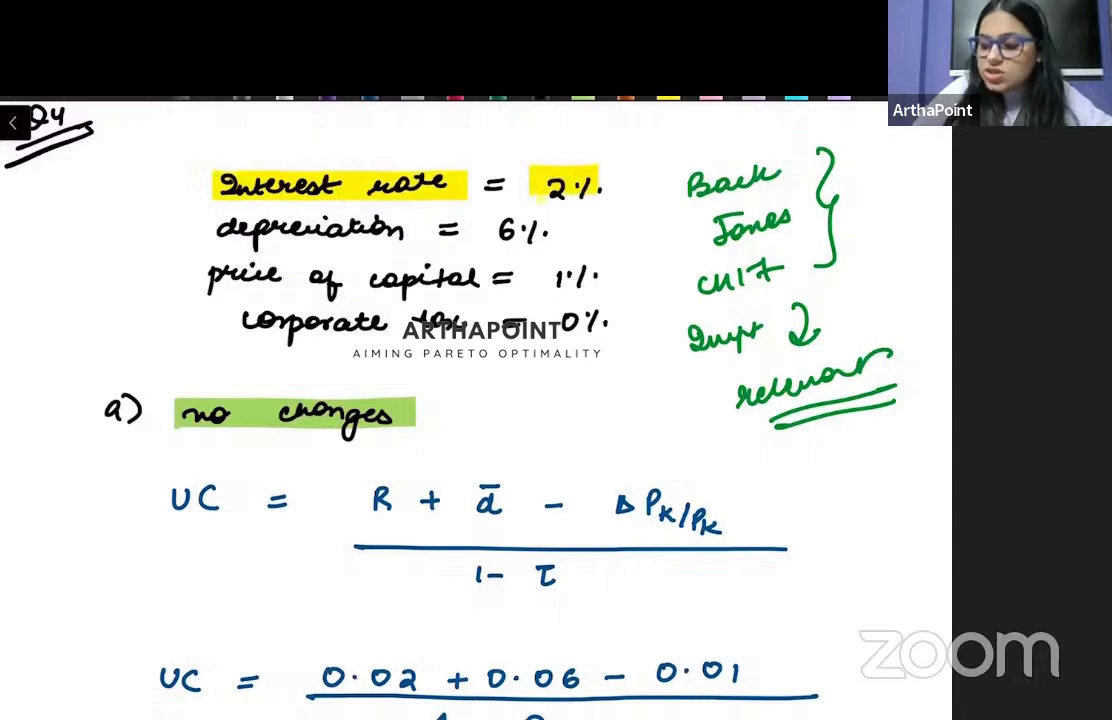 Q4
ArthaPoint
Interest rate = 2%.
depreciation = 6%.
price of capital = 1%.
corporate tax = 0%.
ARTHAPOINT
AIMING PARETO OPTIMALITY
Back
Jones
CH17
Impt
relevant
a) no changes
UC = R + d̄ - ΔPk/Pk
1- τ
UC = 0.02 + 0.06 - 0.01
zoom